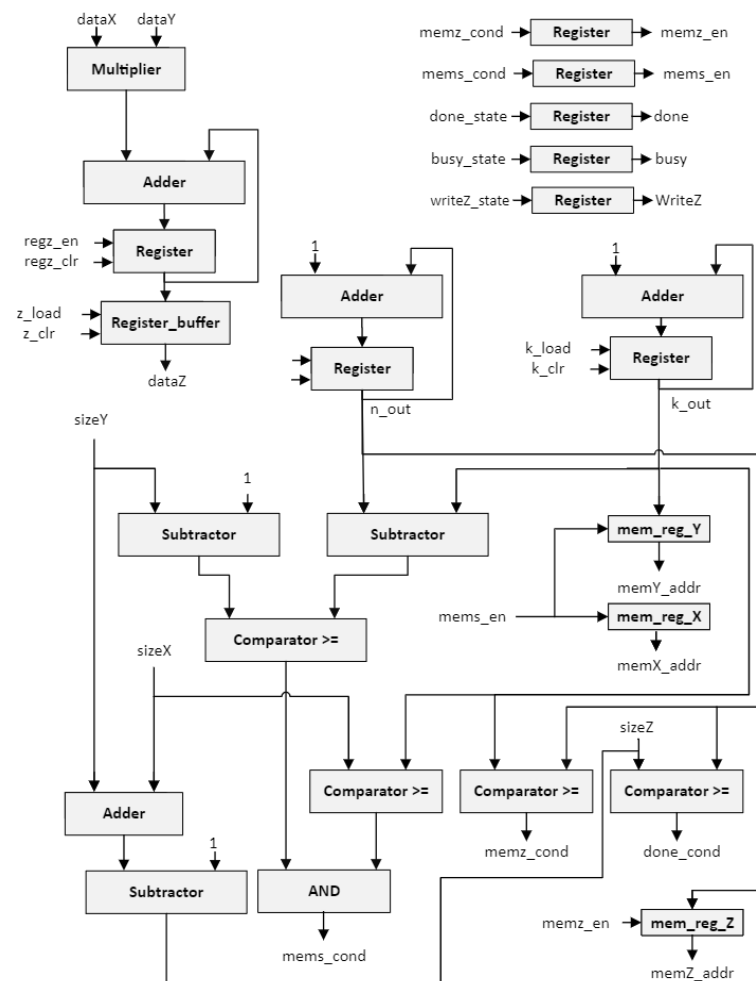 dataX dataY
Multiplier
Adder
regz_en
regz_clr
Register
z_load
z_clr
Register_buffer
dataZ
memz_cond Register memz_en
mems_cond Register mems_en
done_state Register done
busy_state Register busy
writeZ_state Register WriteZ
1
Adder
Register
n_out
1
Adder
k_load
k_clr
Register
k_out
sizeY
1
Subtractor
Subtractor
mem_reg_Y
memY_addr
mems_en
mem_reg_X
memX_addr
Comparator >=
sizeX
sizeZ
Comparator >=
Comparator >=
Comparator >=
memz_cond
done_cond
Adder
1
Subtractor
AND
mems_cond
memz_en
mem_reg_Z
memZ_addr